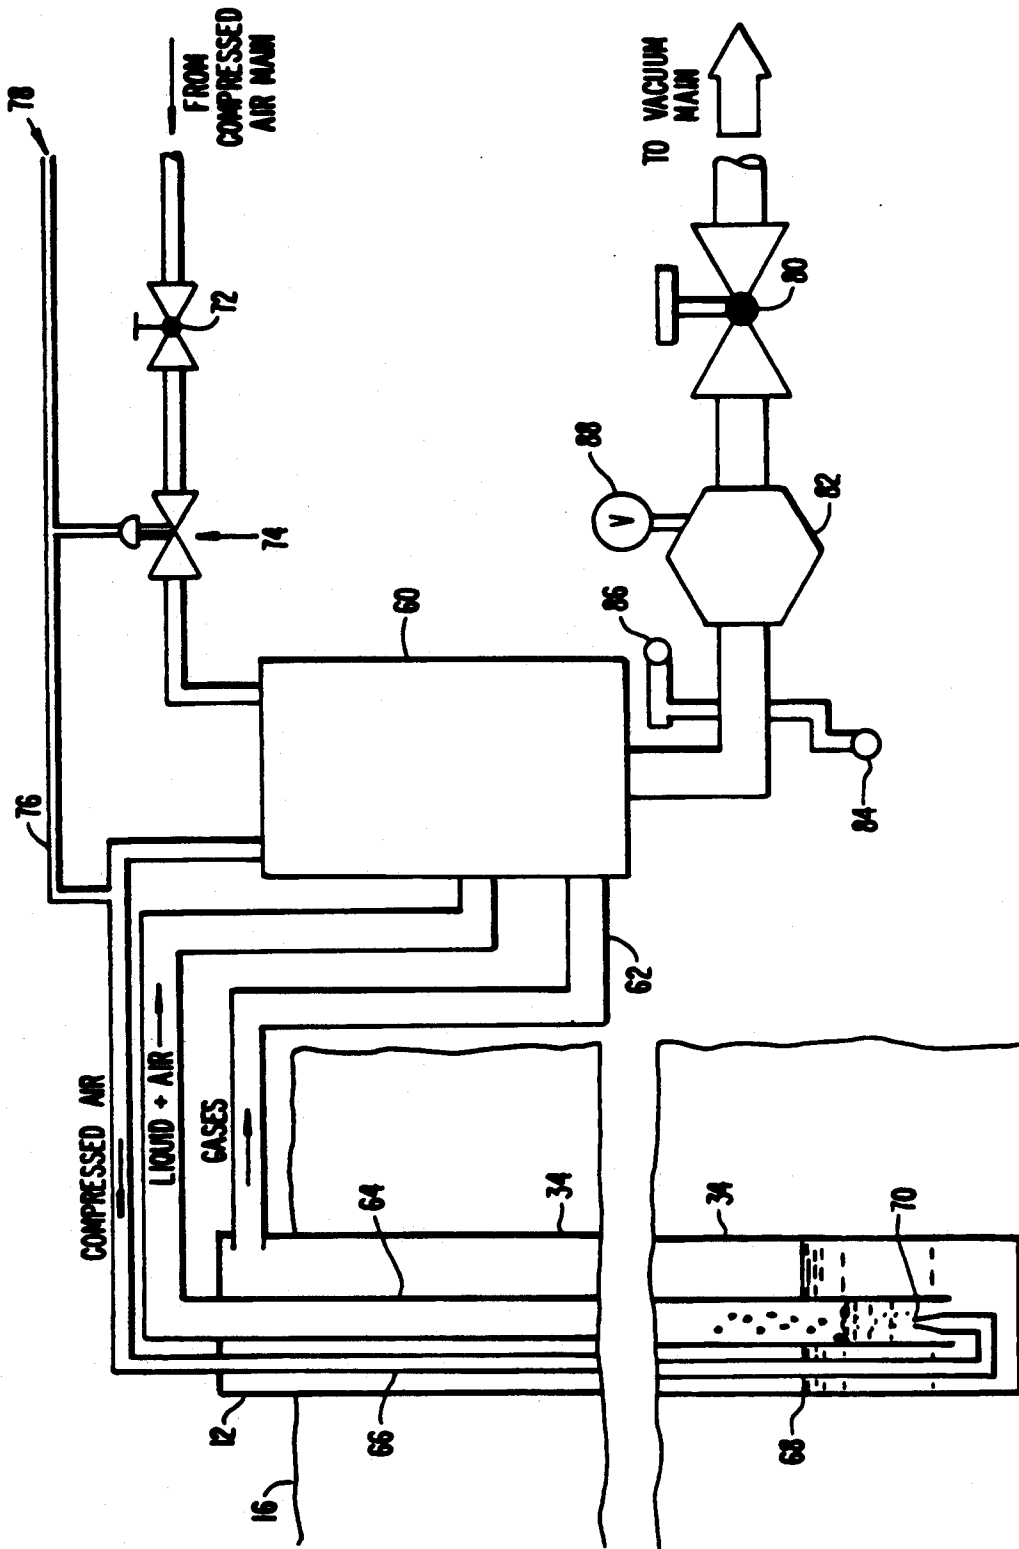 78
FROM
COMPRESSED
AIR MAIN
72
74
76
COMPRESSED AIR
LIQUID + AIR
GASES
60
62
TO VACUUM
MAIN
80
88
V
82
86
84
12
16
64
66
34
34
68
70